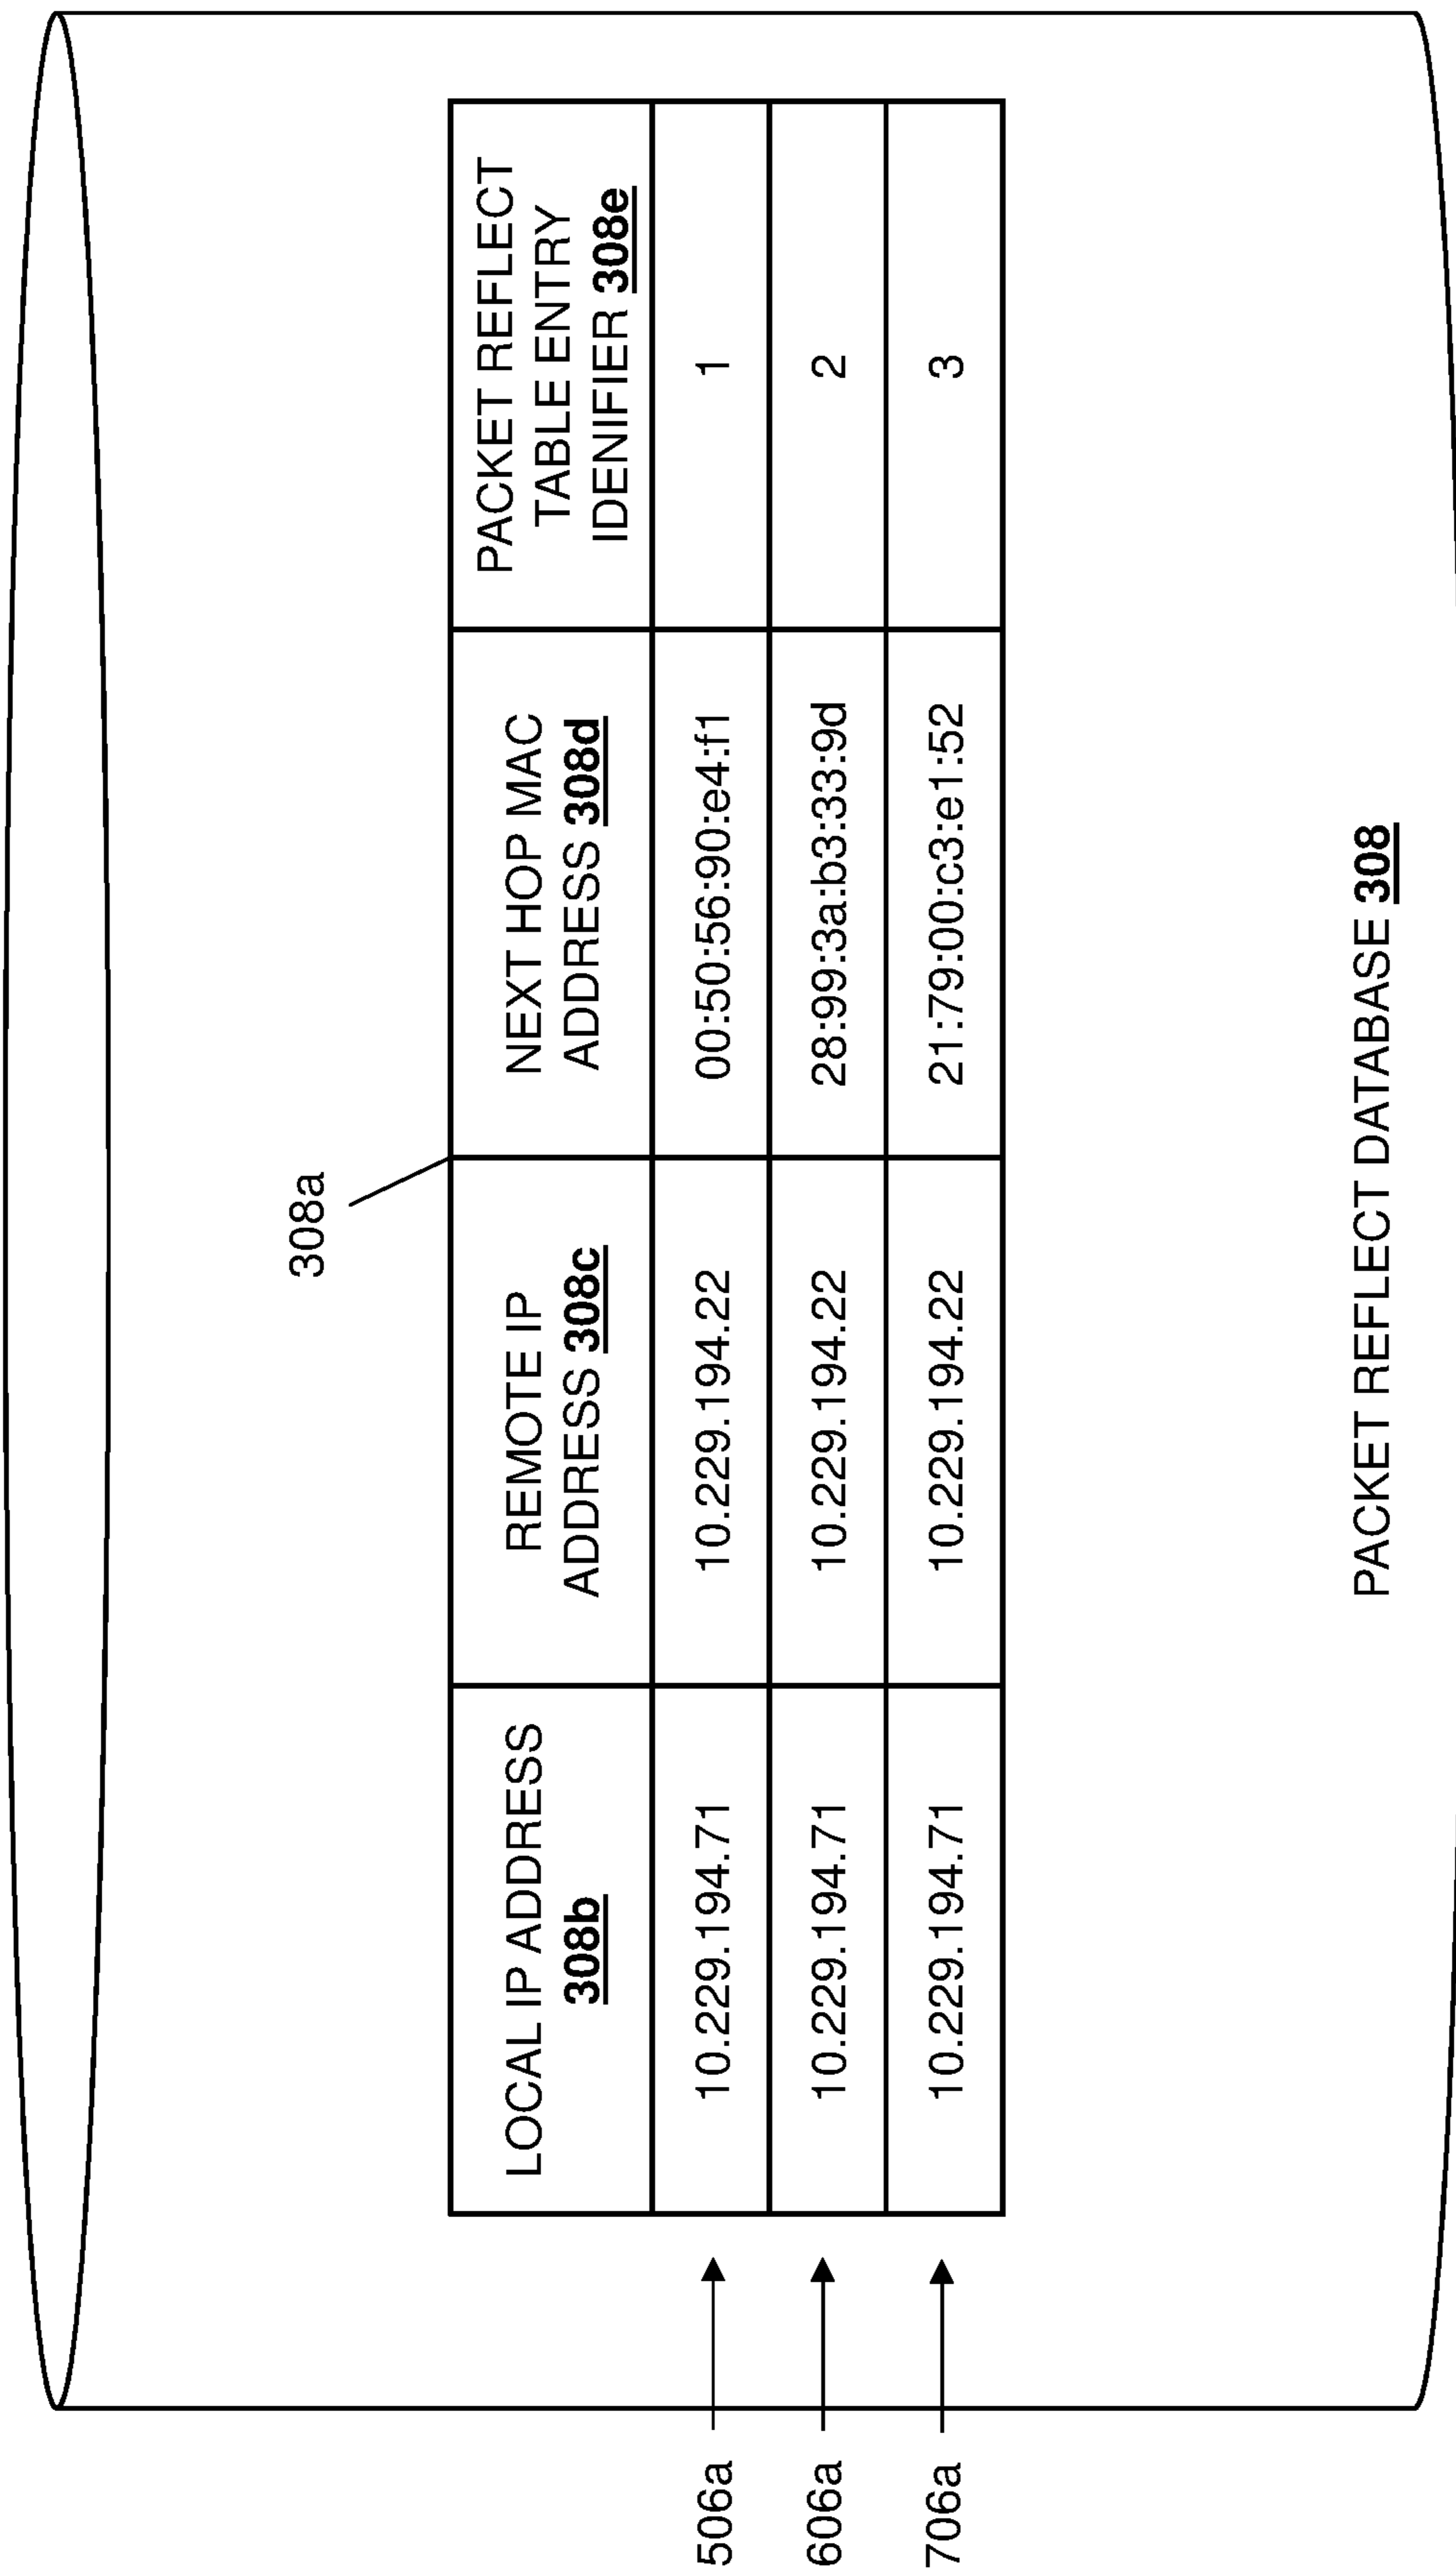 308a
LOCAL IP ADDRESS
308b
REMOTE IP
ADDRESS 308c
NEXT HOP MAC
ADDRESS 308d
PACKET REFLECT
TABLE ENTRY
IDENIFIER 308e
506a
10.229.194.71
10.229.194.22
00:50:56:90:e4:f1
1
606a
10.229.194.71
10.229.194.22
28:99:3a:b3:33:9d
2
706a
10.229.194.71
10.229.194.22
21:79:00:c3:e1:52
3
PACKET REFLECT DATABASE 308